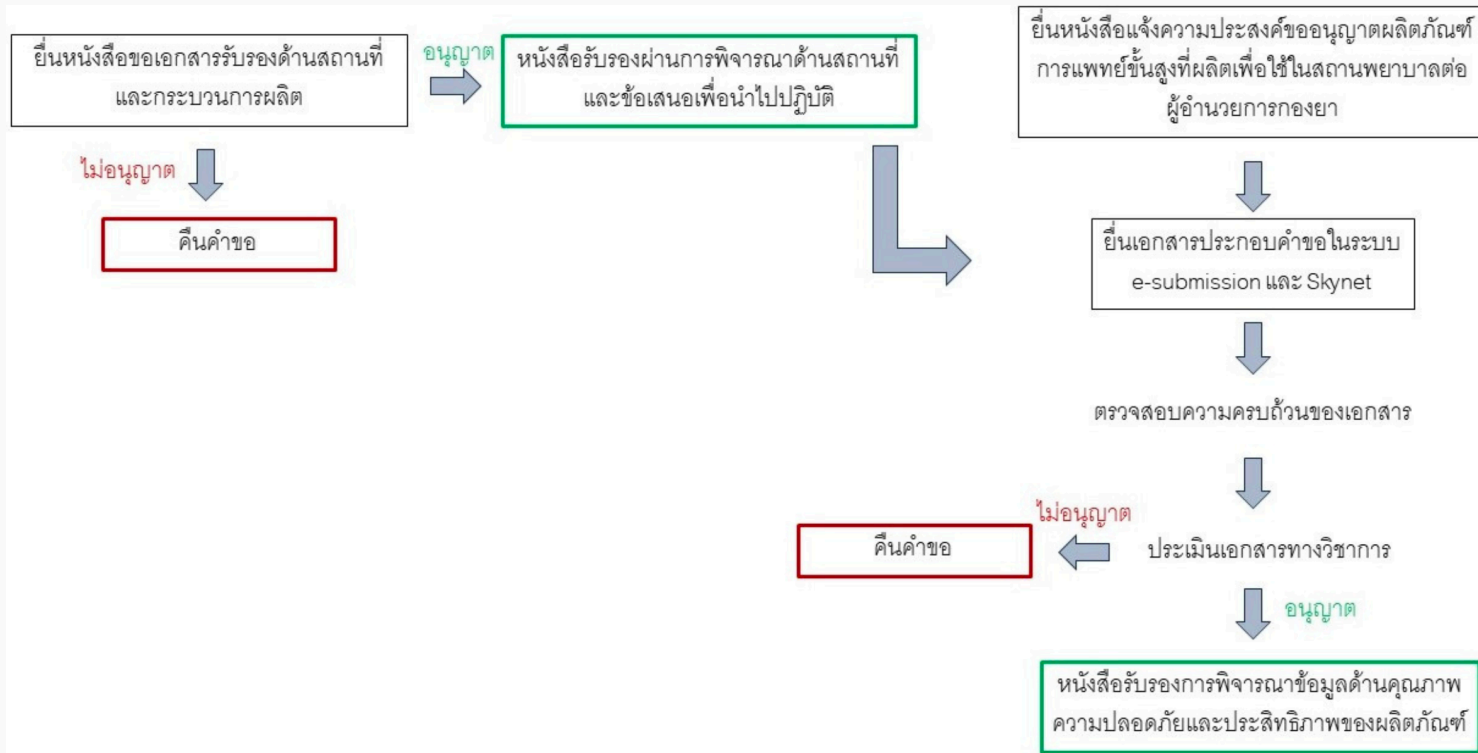 ยื่นหนังสือขอเอกสารรับรองด้านสถานที่
และกระบวนการผลิต
อนุญาต
หนังสือรับรองผ่านการพิจารณาด้านสถานที่
และข้อเสนอเพื่อนำไปปฏิบัติ
ไม่อนุญาต
คืนคำขอ
ยื่นหนังสือแจ้งความประสงค์ขออนุญาตผลิตภัณฑ์
การแพทย์ขั้นสูงที่ผลิตเพื่อใช้ในสถานพยาบาลต่อ
ผู้อำนวยการกองยา
ยื่นเอกสารประกอบคำขอในระบบ
e-submission และ Skynet
ตรวจสอบความครบถ้วนของเอกสาร
ประเมินเอกสารทางวิชาการ
ไม่อนุญาต
คืนคำขอ
อนุญาต
หนังสือรับรองการพิจารณาข้อมูลด้านคุณภาพ
ความปลอดภัยและประสิทธิภาพของผลิตภัณฑ์